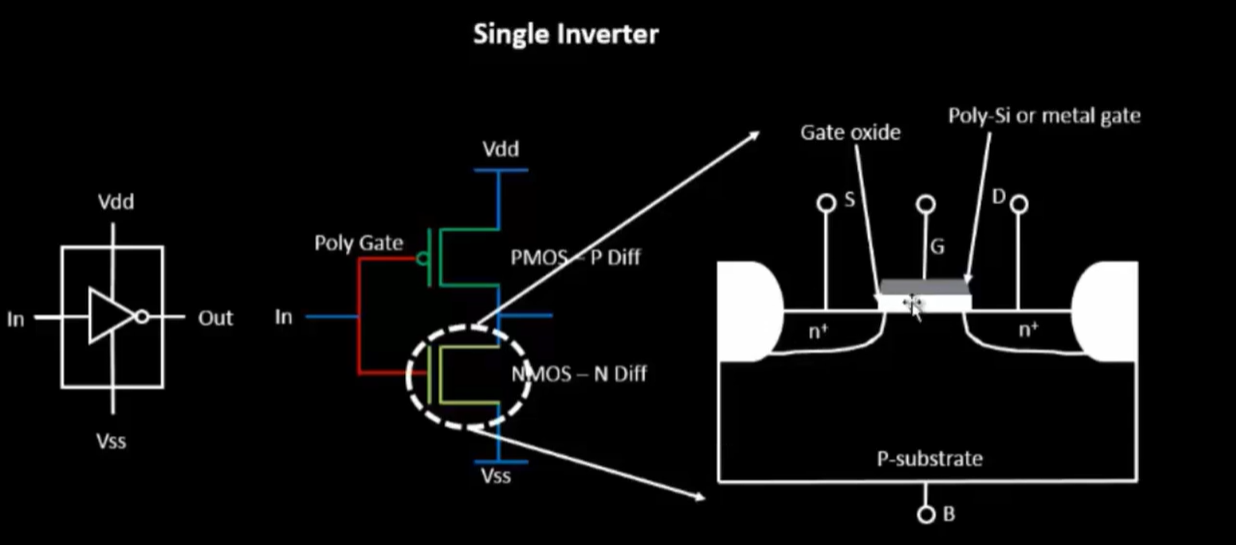 Single Inverter
Vdd
In
Out
Vss
Vdd
Poly Gate
PMOS – P Diff
In
NMOS – N Diff
Vss
Gate oxide
Poly-Si or metal gate
S
D
G
n+
n+
P-substrate
B